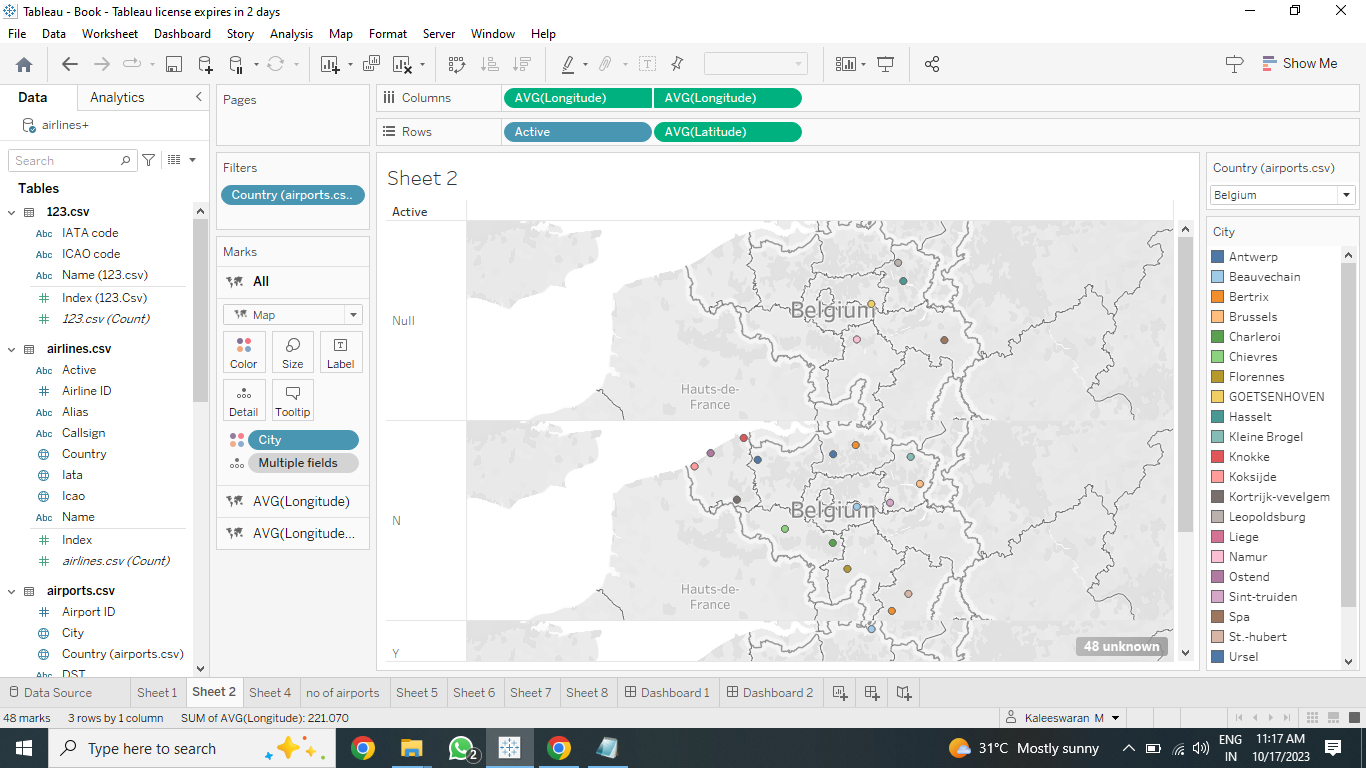 Tableau - Book - Tableau license expires in 2 days
File Data Worksheet Dashboard Story Analysis Map Format Server Window Help
Show Me
Data Analytics
airlines+
Search
Tables
123.csv
Abc IATA code
Abc ICAO code
Abc Name (123.csv)
Index (123.Csv)
123.csv (Count)
airlines.csv
Abc Active
Airline ID
Abc Alias
Abc Callsign
Country
Iata
Icao
Abc Name
Index
airlines.csv (Count)
airports.csv
Airport ID
City
Country (airports.csv)
Abc DST
Pages
Filters
Country (airports.cs..
Marks
All
Map
Color Size Label
Detail Tooltip
City
Multiple fields
AVG(Longitude)
AVG(Longitude...
Columns AVG(Longitude) AVG(Longitude)
Rows Active AVG(Latitude)
Sheet 2
Active
Null
Belgium
Hauts-de-
France
N
Belgium
Hauts-de-
France
Y
48 unknown
Country (airports.csv)
Belgium
City
Antwerp
Beauvechain
Bertrix
Brussels
Charleroi
Chievres
Florennes
GOETSENHOVEN
Hasselt
Kleine Brogel
Knokke
Koksijde
Kortrijk-vevelgem
Leopoldsburg
Liege
Namur
Ostend
Sint-truiden
Spa
St.-hubert
Ursel
Data Source Sheet 1 Sheet 2 Sheet 4 no of airports Sheet 5 Sheet 6 Sheet 7 Sheet 8 Dashboard 1 Dashboard 2
48 marks 3 rows by 1 column SUM of AVG(Longitude): 221.070 Kaleeswaran M
Type here to search
2
31°C Mostly sunny
ENG
IN
11:17 AM
10/17/2023